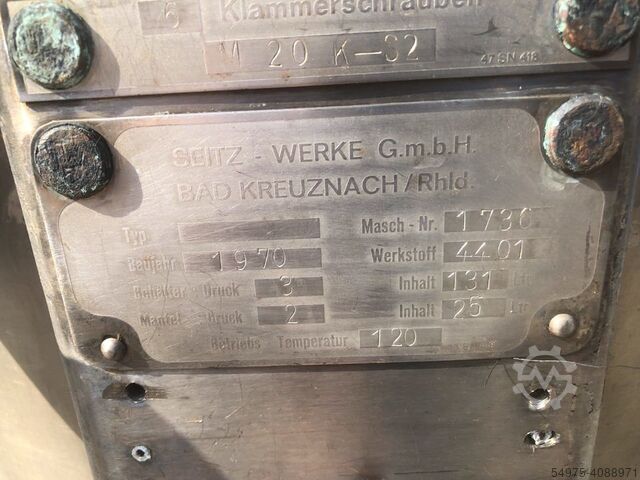 6 Klammerschrauben
M 20 K-S2 47 SN 418
SEITZ - WERKE G.m.b.H.
BAD KREUZNACH/Rhld.
Typ Masch-Nr. 1736
Baujahr 1970 Werkstoff 4401
Behälter-Druck 3 Inhalt 131 Ltr
Mantel-Druck 2 Inhalt 25 Ltr
Betriebs Temperatur 120
54975-4088971